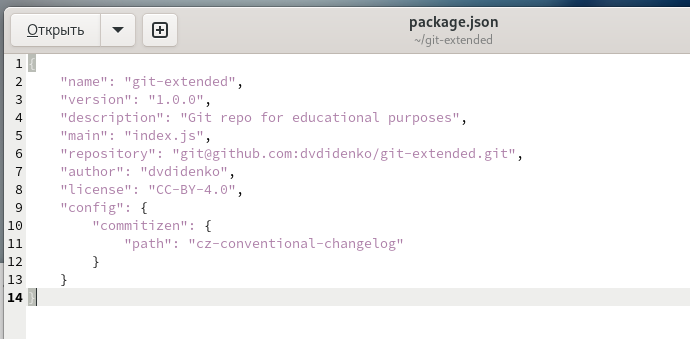 Открыть
package.json
~/git-extended
1 {
2     "name": "git-extended",
3     "version": "1.0.0",
4     "description": "Git repo for educational purposes",
5     "main": "index.js",
6     "repository": "git@github.com:dvdidenko/git-extended.git",
7     "author": "dvdidenko",
8     "license": "CC-BY-4.0",
9     "config": {
10         "commitizen": {
11             "path": "cz-conventional-changelog"
12         }
13     }
14 }